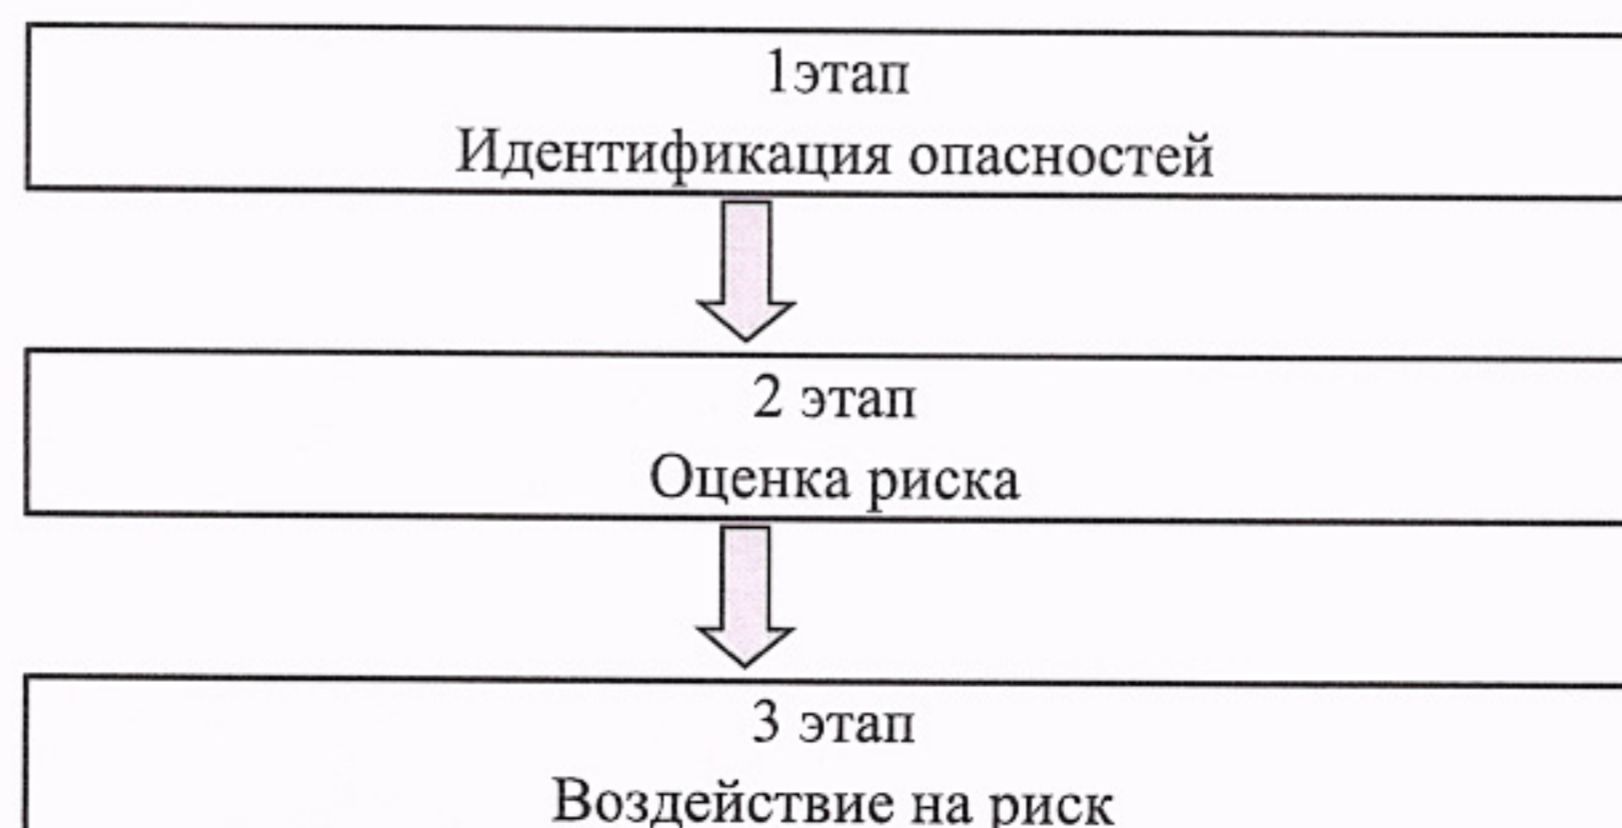 1этап
Идентификация опасностей
2 этап
Оценка риска
3 этап
Воздействие на риск